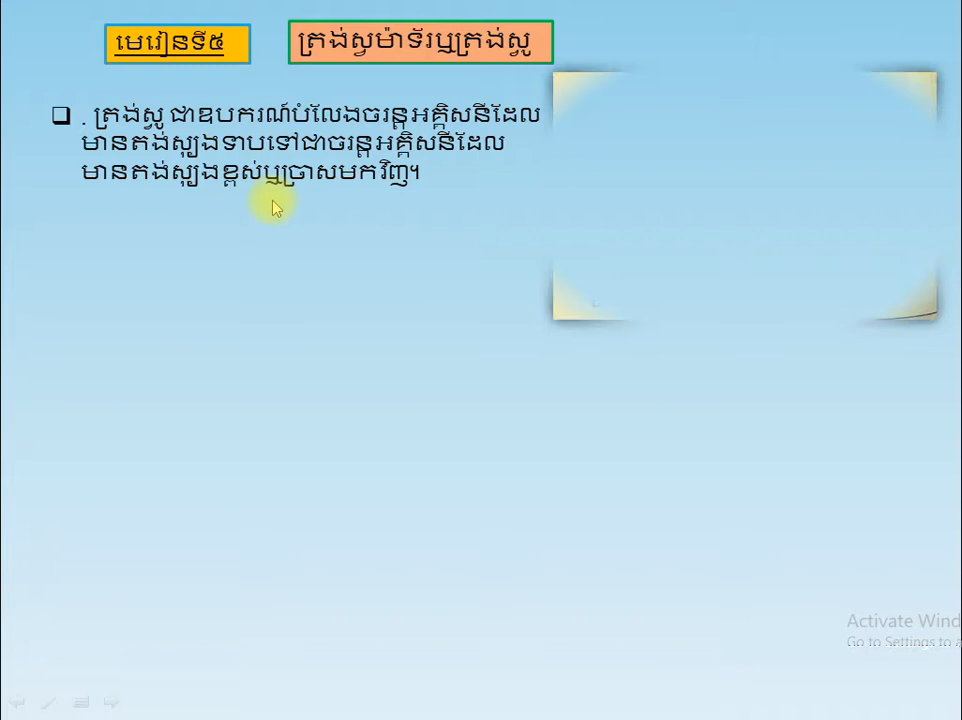 មេរៀនទី៥
ត្រង់ស្វម៉ាទ័រឬត្រង់ស្វូ
. ត្រង់ស្វូ ជាឧបករណ៍បំលែងចរន្តអគ្គិសនីដែល
មានតង់ស្យុងទាបទៅជាចរន្តអគ្គិសនីដែល
មានតង់ស្យុងខ្ពស់ឬច្រាសមកវិញ។
Activate Wind
Go to Settings to a